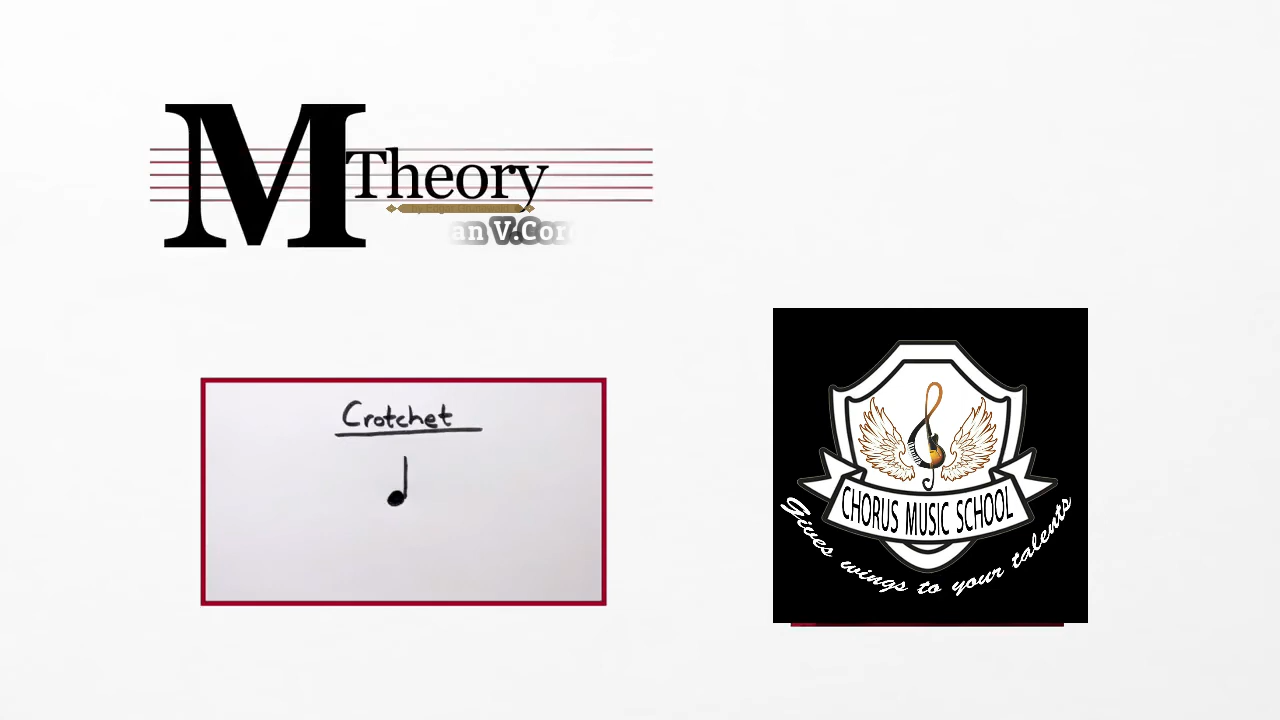 M Theory
an V.Cor
Crotchet
CHORUS MUSIC SCHOOL
Gives wings to your talents